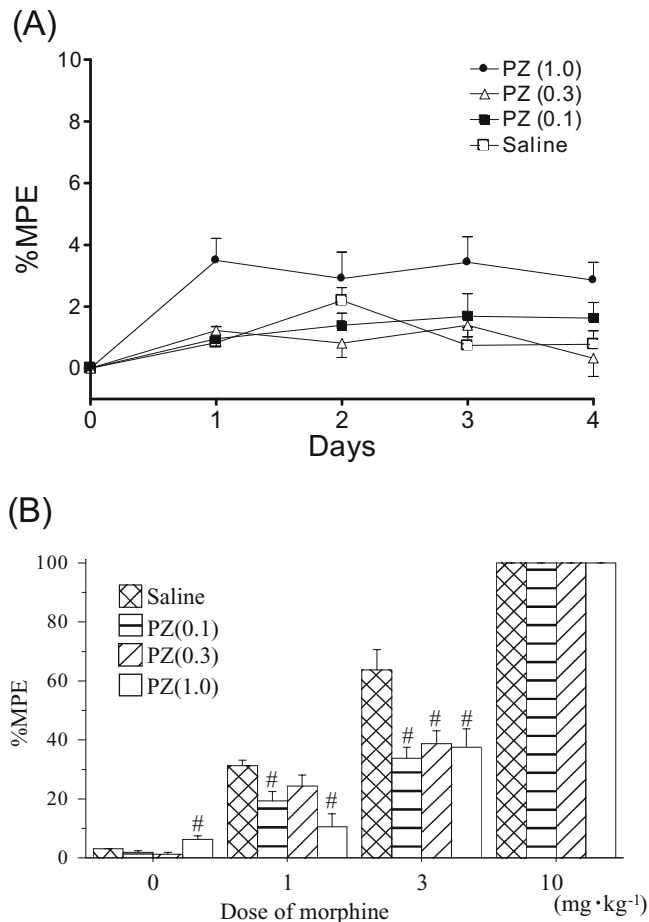 (A)
PZ (1.0)
PZ (0.3)
PZ (0.1)
Saline
10
8
6
4
2
0
%MPE
0 1 2 3 4
Days
(B)
100
80
60
40
20
0
%MPE
Saline
PZ(0.1)
PZ(0.3)
PZ(1.0)
# # # # # #
0 1 3 10 (mg·kg-1)
Dose of morphine